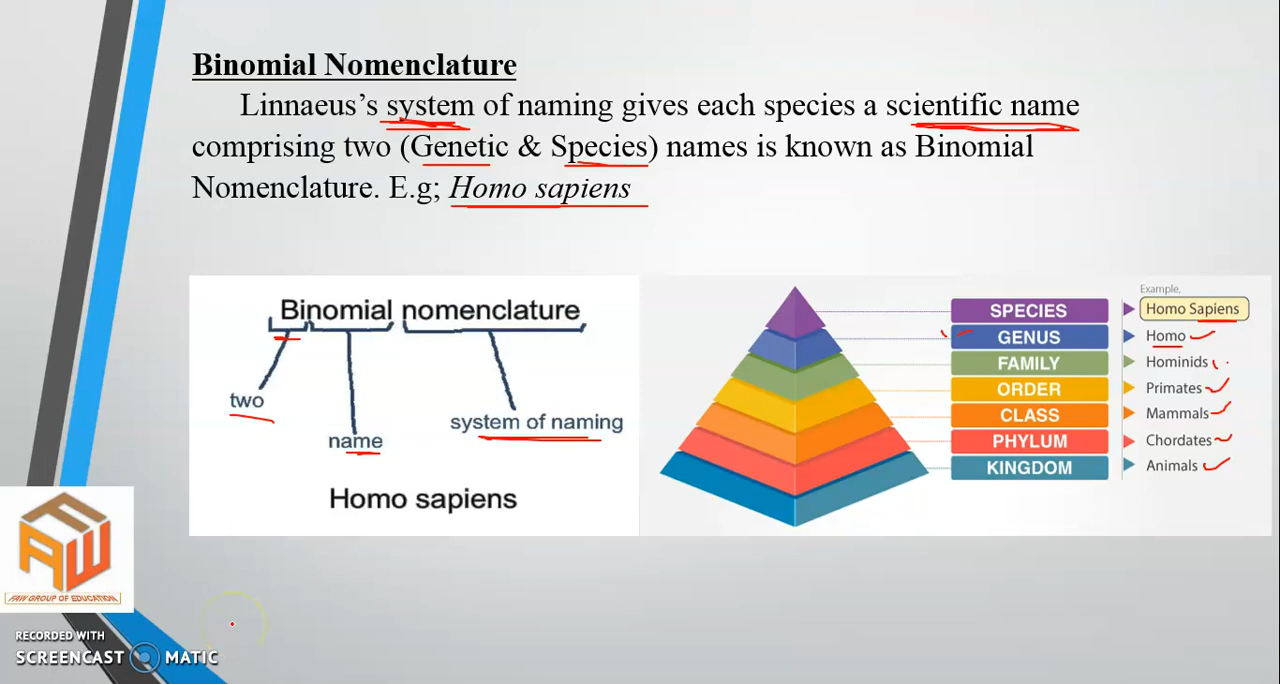 Binomial Nomenclature
Linnaeus's system of naming gives each species a scientific name
comprising two (Genetic & Species) names is known as Binomial
Nomenclature. E.g; Homo sapiens
Binomial nomenclature
two
name
system of naming
Homo sapiens
Example,
SPECIES Homo Sapiens
GENUS Homo
FAMILY Hominids
ORDER Primates
CLASS Mammals
PHYLUM Chordates
KINGDOM Animals
FAW
FAIW GROUP OF EDUCATION
RECORDED WITH
SCREENCAST MATIC